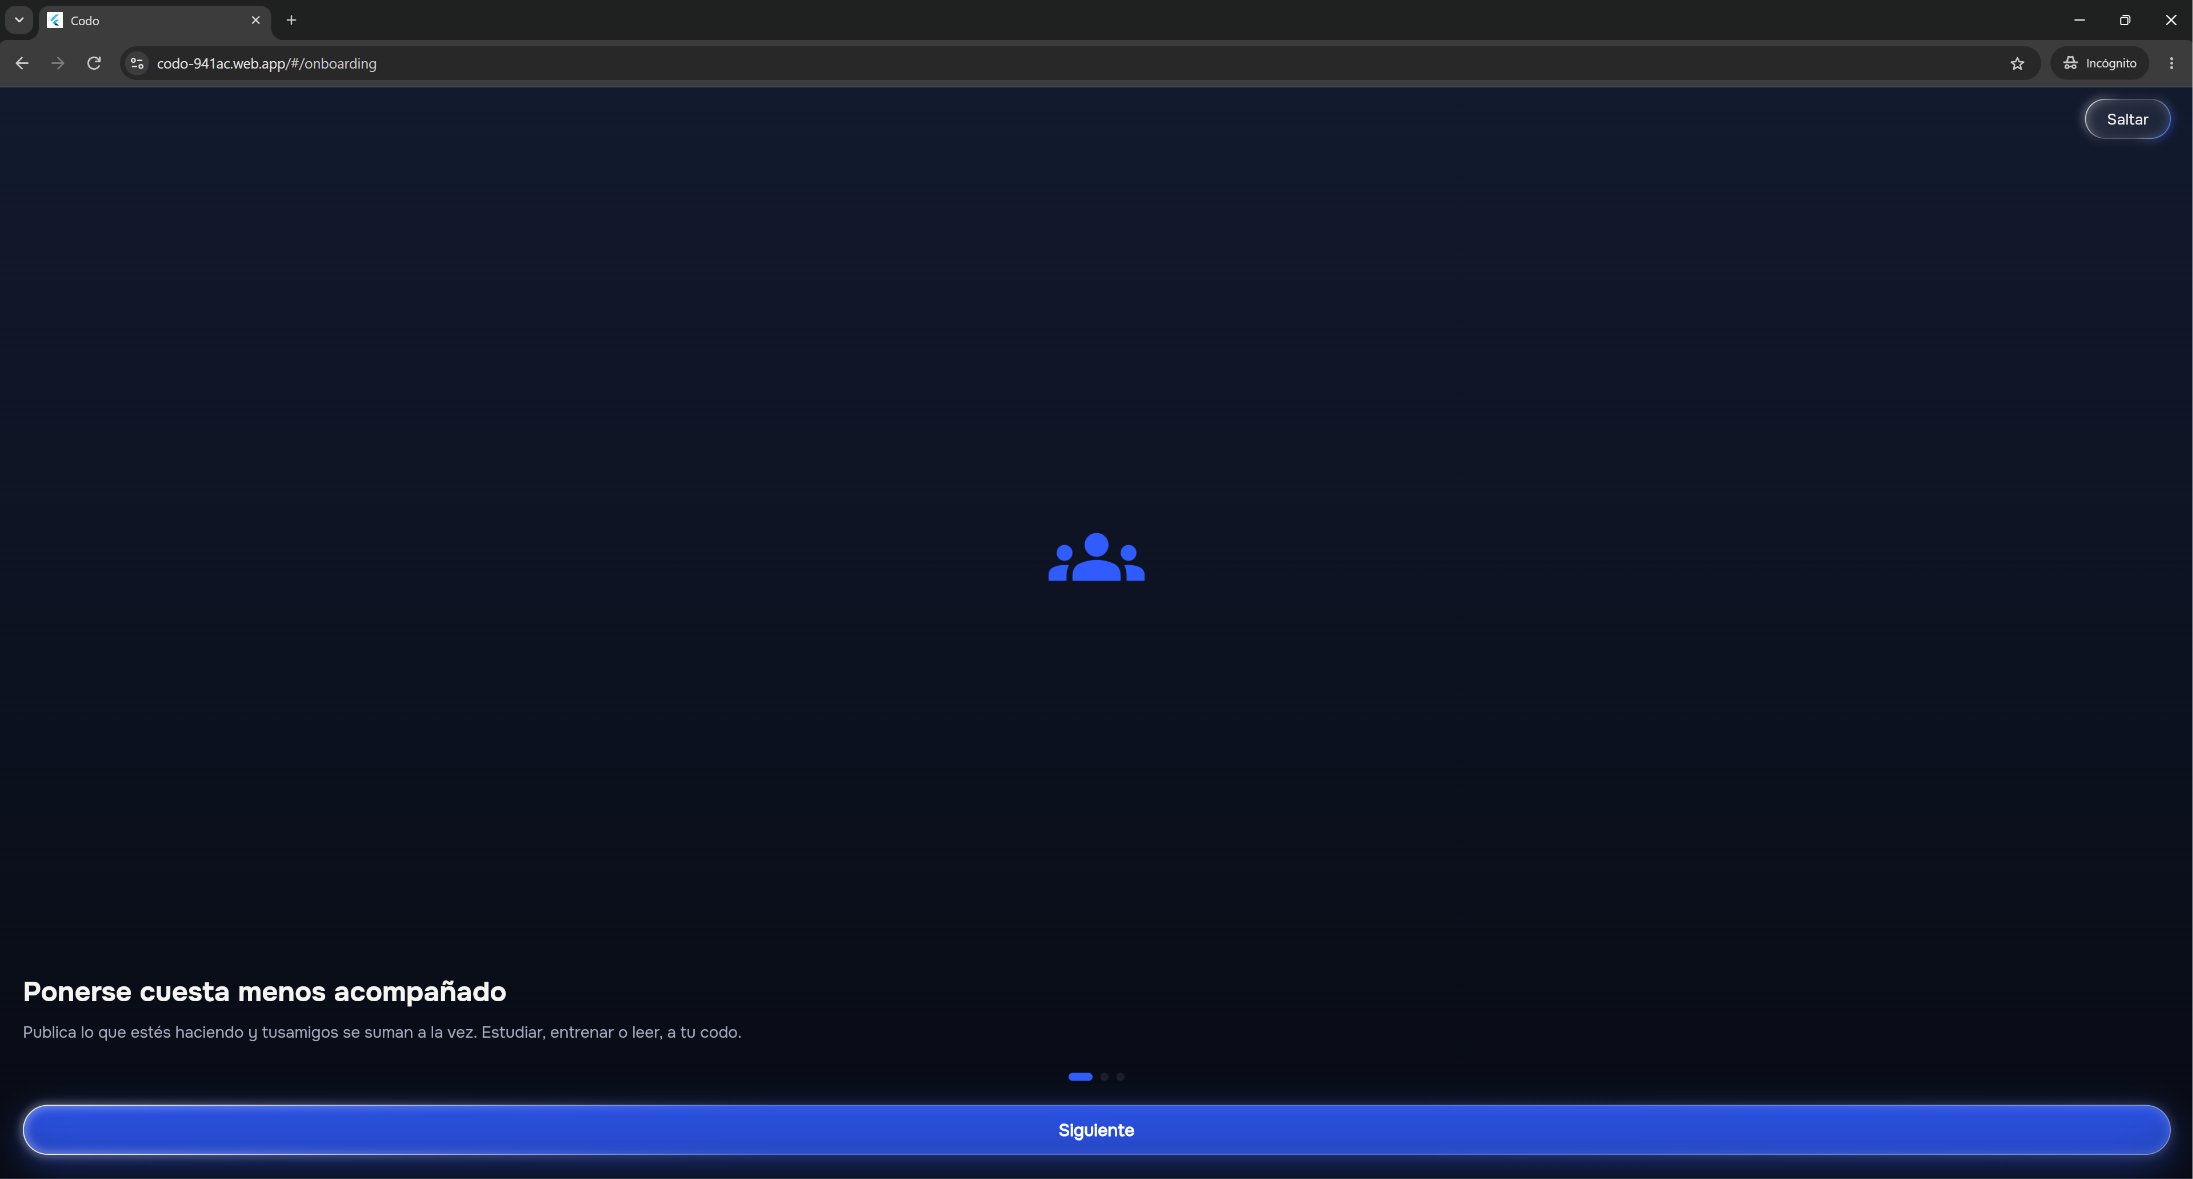 Codo
codo-941ac.web.app/#/onboarding
Incógnito
Saltar
Ponerse cuesta menos acompañado
Publica lo que estés haciendo y tusamigos se suman a la vez. Estudiar, entrenar o leer, a tu codo.
Siguiente